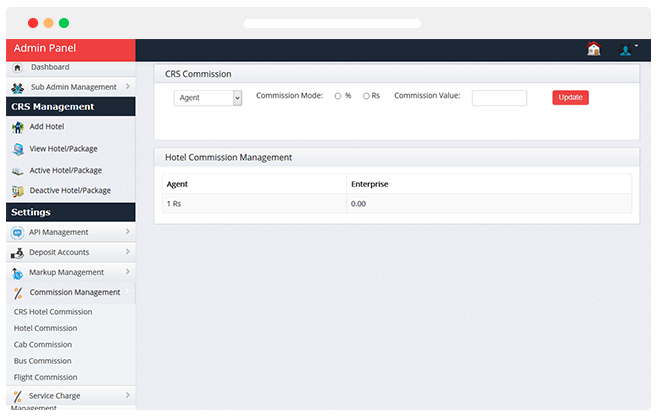 Admin Panel
Dashboard
Sub Admin Management
CRS Management
Add Hotel
View Hotel/Package
Active Hotel/Package
Deactive Hotel/Package
Settings
API Management
Deposit Accounts
Markup Management
Commission Management
CRS Hotel Commission
Hotel Commission
Cab Commission
Bus Commission
Flight Commission
Service Charge
Management
CRS Commission
Agent Commission Mode: % Rs Commission Value: Update
Hotel Commission Management
Agent Enterprise
1 Rs 0.00